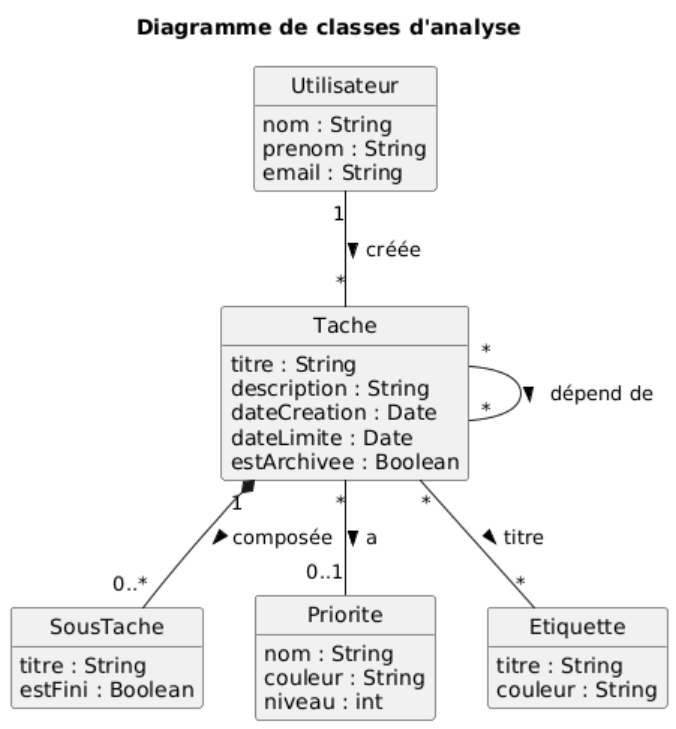 Diagramme de classes d'analyse
Utilisateur
nom : String
prenom : String
email : String
1
créée
*
Tache
titre : String
description : String
dateCreation : Date
dateLimite : Date
estArchivee : Boolean
*
dépend de
*
1
*
*
composée
a
titre
0..*
0..1
*
SousTache
titre : String
estFini : Boolean
Priorite
nom : String
couleur : String
niveau : int
Etiquette
titre : String
couleur : String